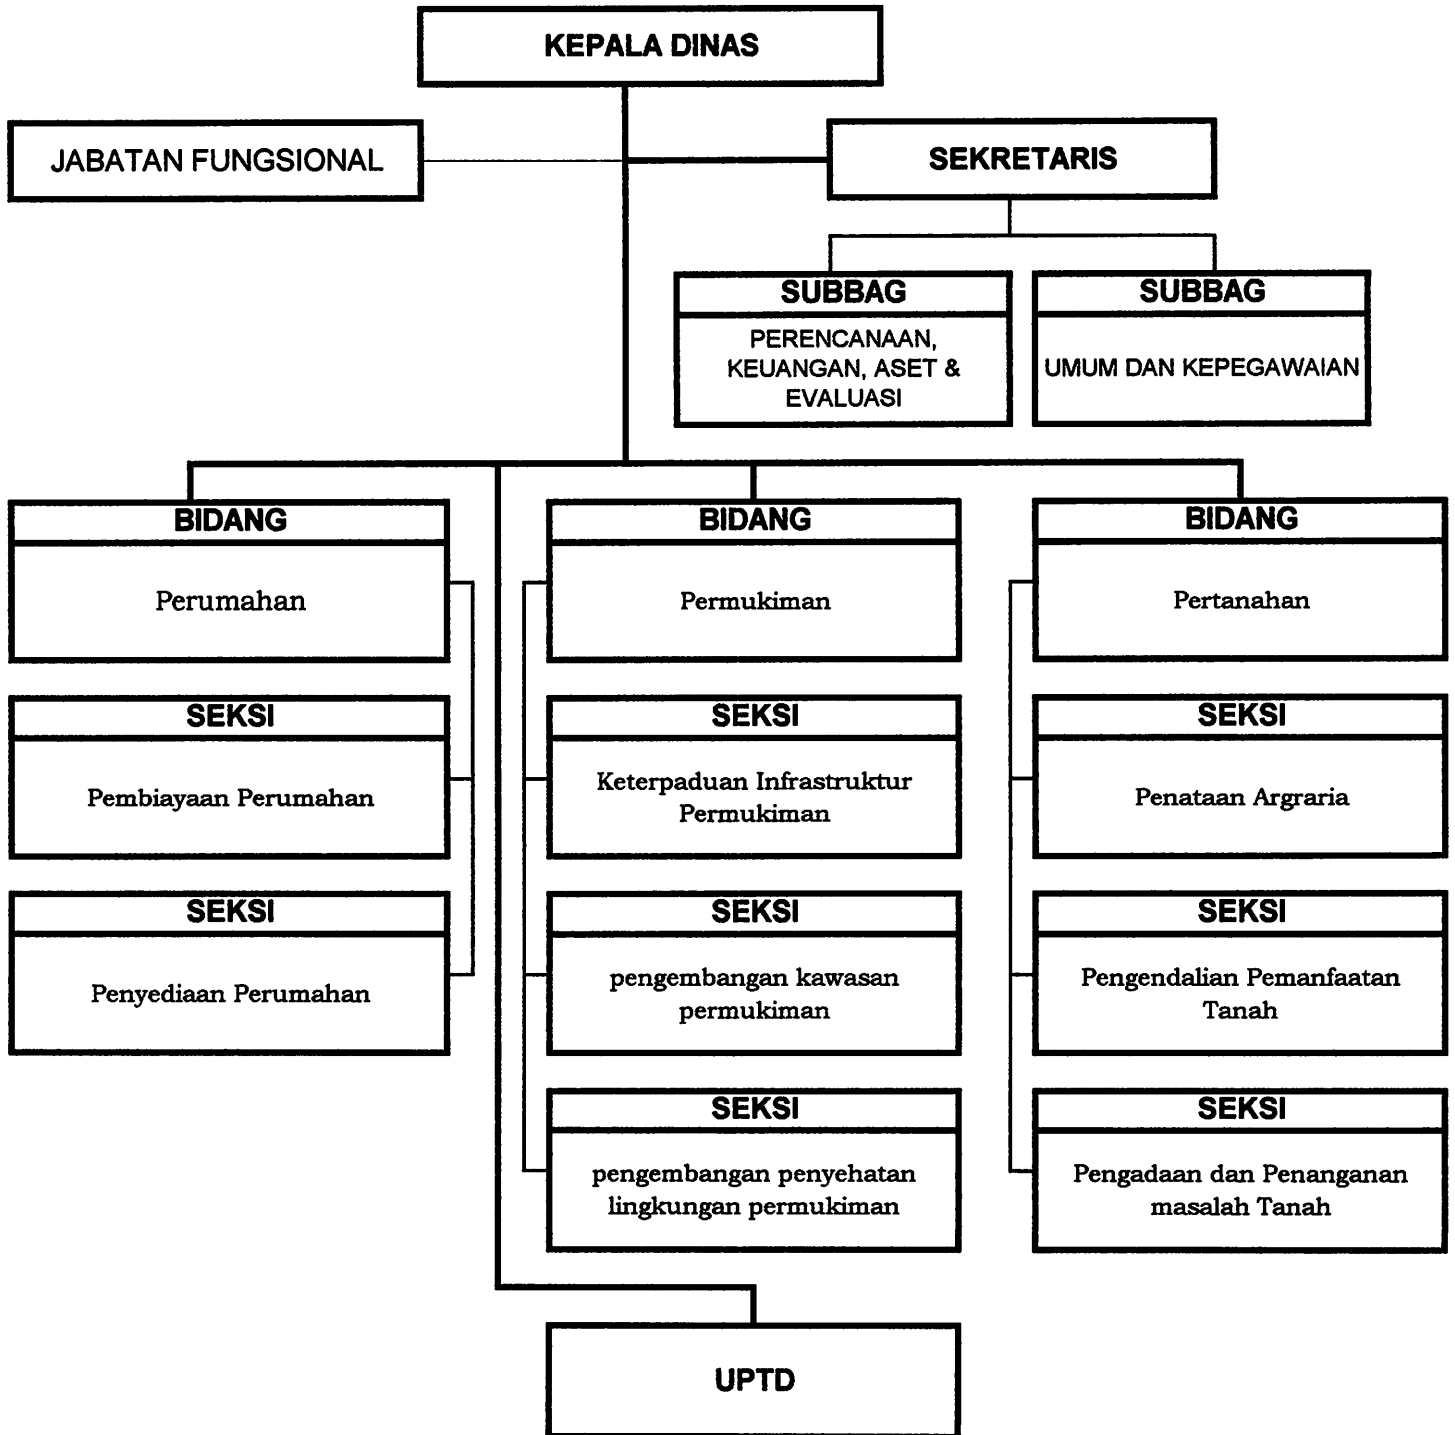 KEPALA DINAS
JABATAN FUNGSIONAL
SEKRETARIS
SUBBAG
PERENCANAAN,
KEUANGAN, ASET &
EVALUASI
SUBBAG
UMUM DAN KEPEGAWAIAN
BIDANG
Perumahan
BIDANG
Permukiman
BIDANG
Pertanahan
SEKSI
Pembiayaan Perumahan
SEKSI
Keterpaduan Infrastruktur
Permukiman
SEKSI
Penataan Argraria
SEKSI
Penyediaan Perumahan
SEKSI
pengembangan kawasan
permukiman
SEKSI
Pengendalian Pemanfaatan
Tanah
SEKSI
pengembangan penyehatan
lingkungan permukiman
SEKSI
Pengadaan dan Penanganan
masalah Tanah
UPTD